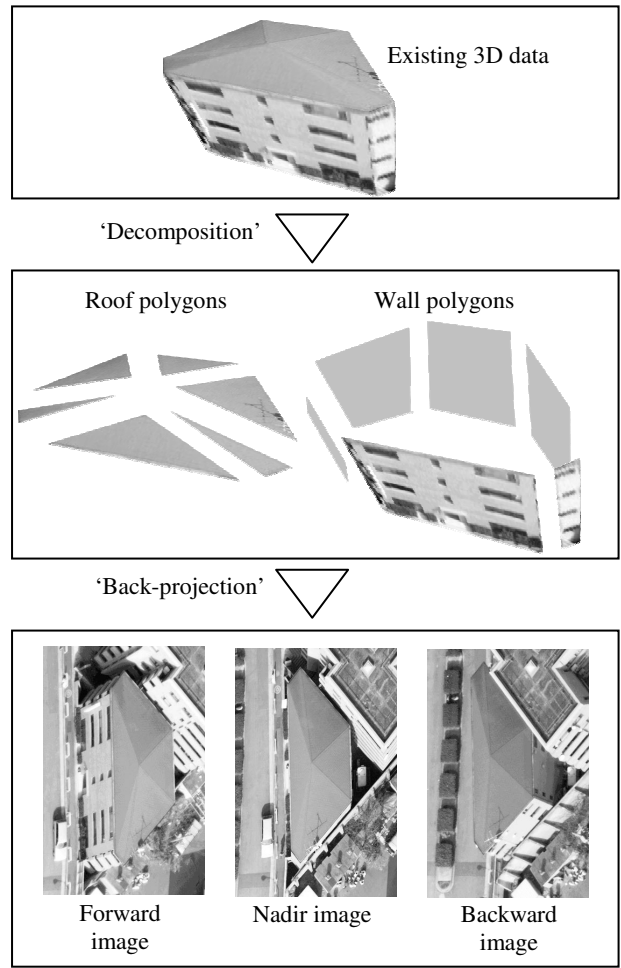 Existing 3D data
‘Decomposition’
Roof polygons
Wall polygons
‘Back-projection’
Forward
image
Nadir image
Backward
image